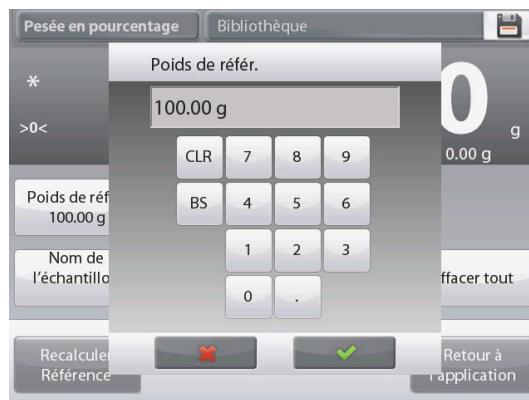 Pesée en pourcentage
Bibliothèque
Poids de référ.
100.00 g
*
>0<
0
g
0.00 g
CLR 7 8 9
BS 4 5 6
1 2 3
0 .
Poids de réf
100.00 g
Nom de
l'échantillo
ffacer tout
Recalculer
Référence
Retour à
l'application